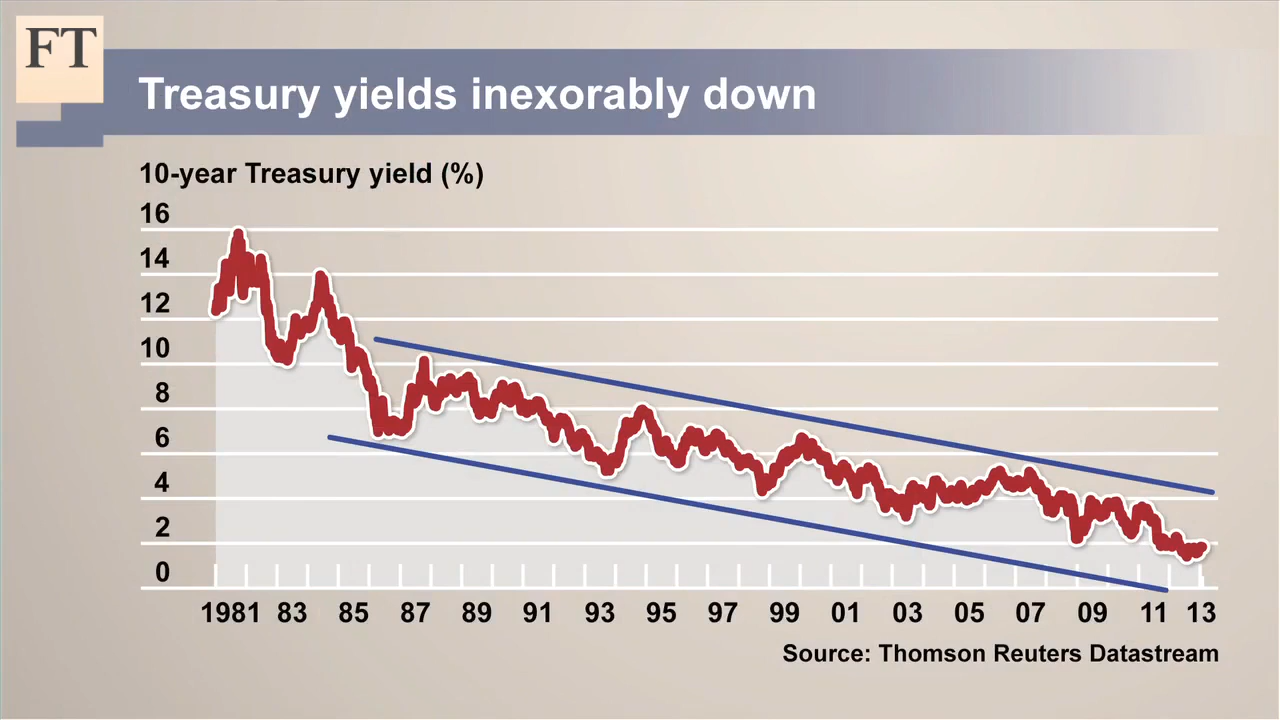 FT
Treasury yields inexorably down
10-year Treasury yield (%)
16
14
12
10
8
6
4
2
0
1981 83 85 87 89 91 93 95 97 99 01 03 05 07 09 11 13
Source: Thomson Reuters Datastream